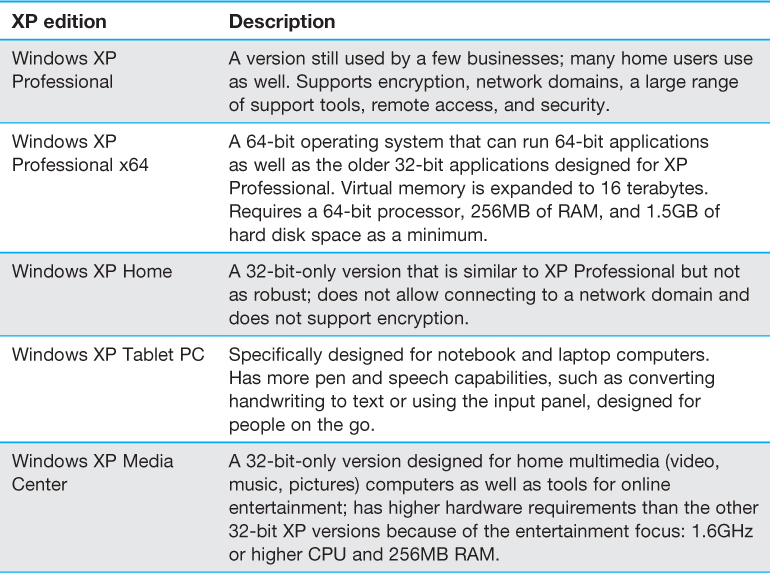 XP edition Description
Windows XP Professional A version still used by a few businesses; many home users use
as well. Supports encryption, network domains, a large range
of support tools, remote access, and security.
Windows XP Professional x64 A 64-bit operating system that can run 64-bit applications
as well as the older 32-bit applications designed for XP
Professional. Virtual memory is expanded to 16 terabytes.
Requires a 64-bit processor, 256MB of RAM, and 1.5GB of
hard disk space as a minimum.
Windows XP Home A 32-bit-only version that is similar to XP Professional but not
as robust; does not allow connecting to a network domain and
does not support encryption.
Windows XP Tablet PC Specifically designed for notebook and laptop computers.
Has more pen and speech capabilities, such as converting
handwriting to text or using the input panel, designed for
people on the go.
Windows XP Media Center A 32-bit-only version designed for home multimedia (video,
music, pictures) computers as well as tools for online
entertainment; has higher hardware requirements than the other
32-bit XP versions because of the entertainment focus: 1.6GHz
or higher CPU and 256MB RAM.